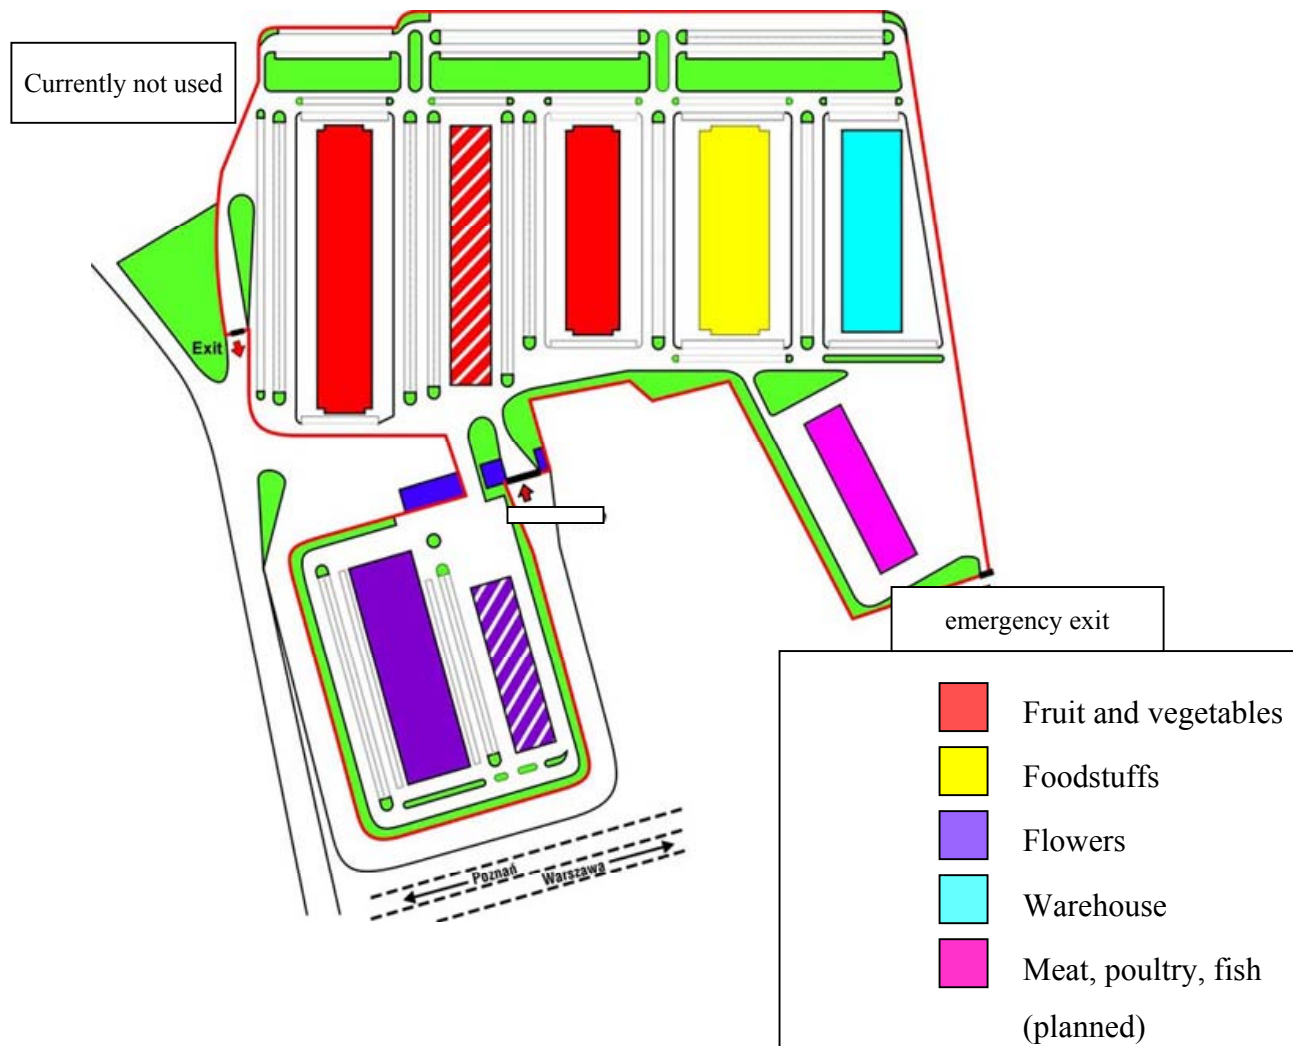 Currently not used
Exit
emergency exit
Fruit and vegetables
Foodstuffs
Flowers
Warehouse
Meat, poultry, fish
(planned)
Poznań
Warszawa